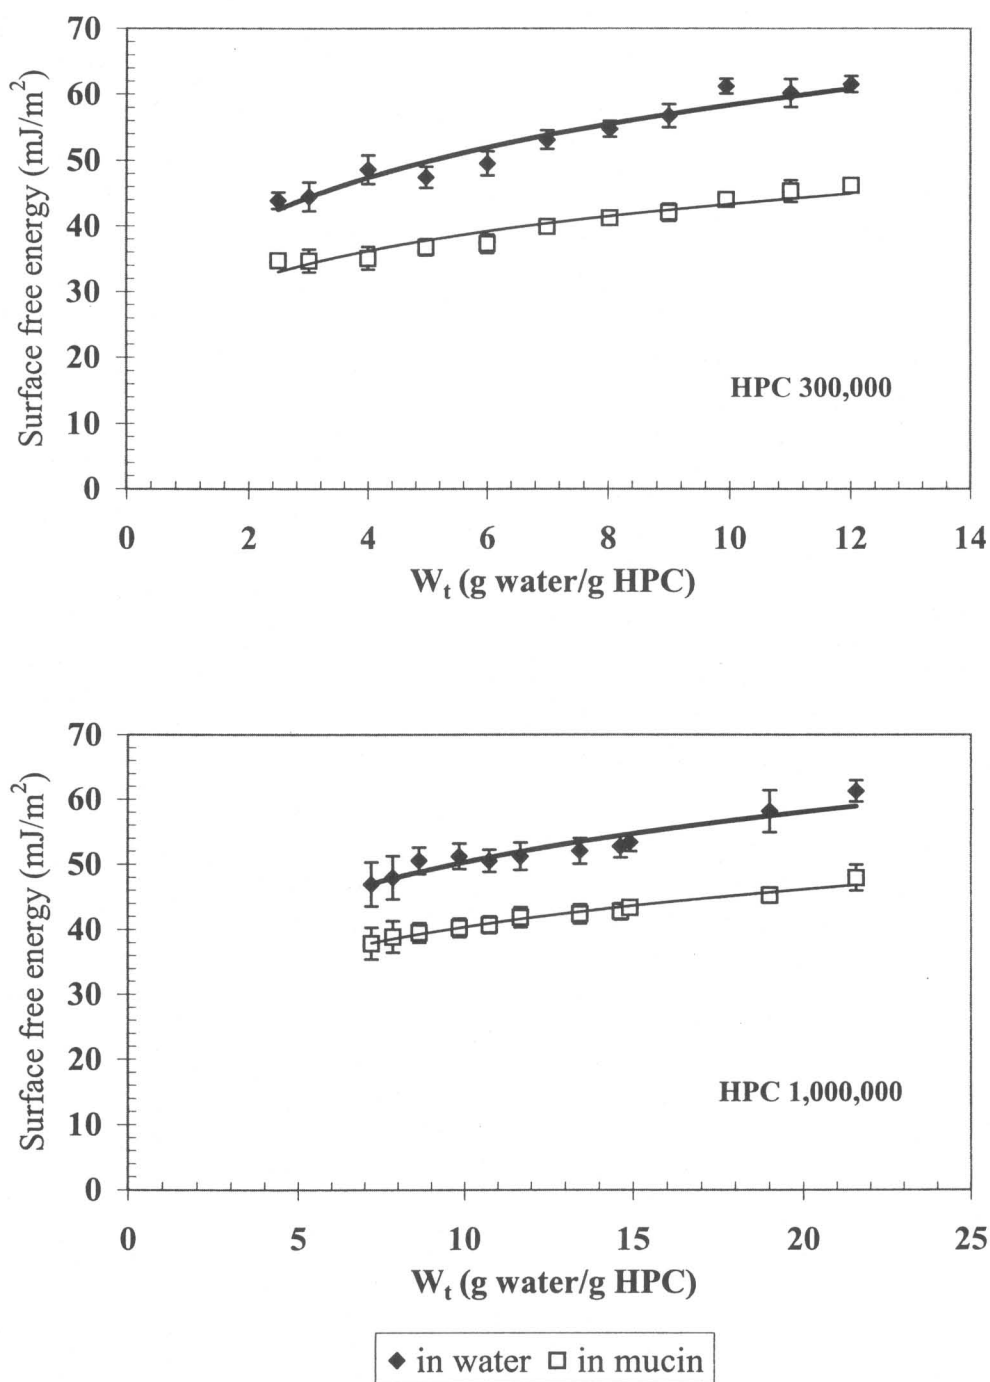 70
60
50
40
30
20
10
0
Surface free energy (mJ/m²)
HPC 300,000
0 2 4 6 8 10 12 14
Wₜ (g water/g HPC)
70
60
50
40
30
20
10
0
Surface free energy (mJ/m²)
HPC 1,000,000
0 5 10 15 20 25
Wₜ (g water/g HPC)
in water in mucin